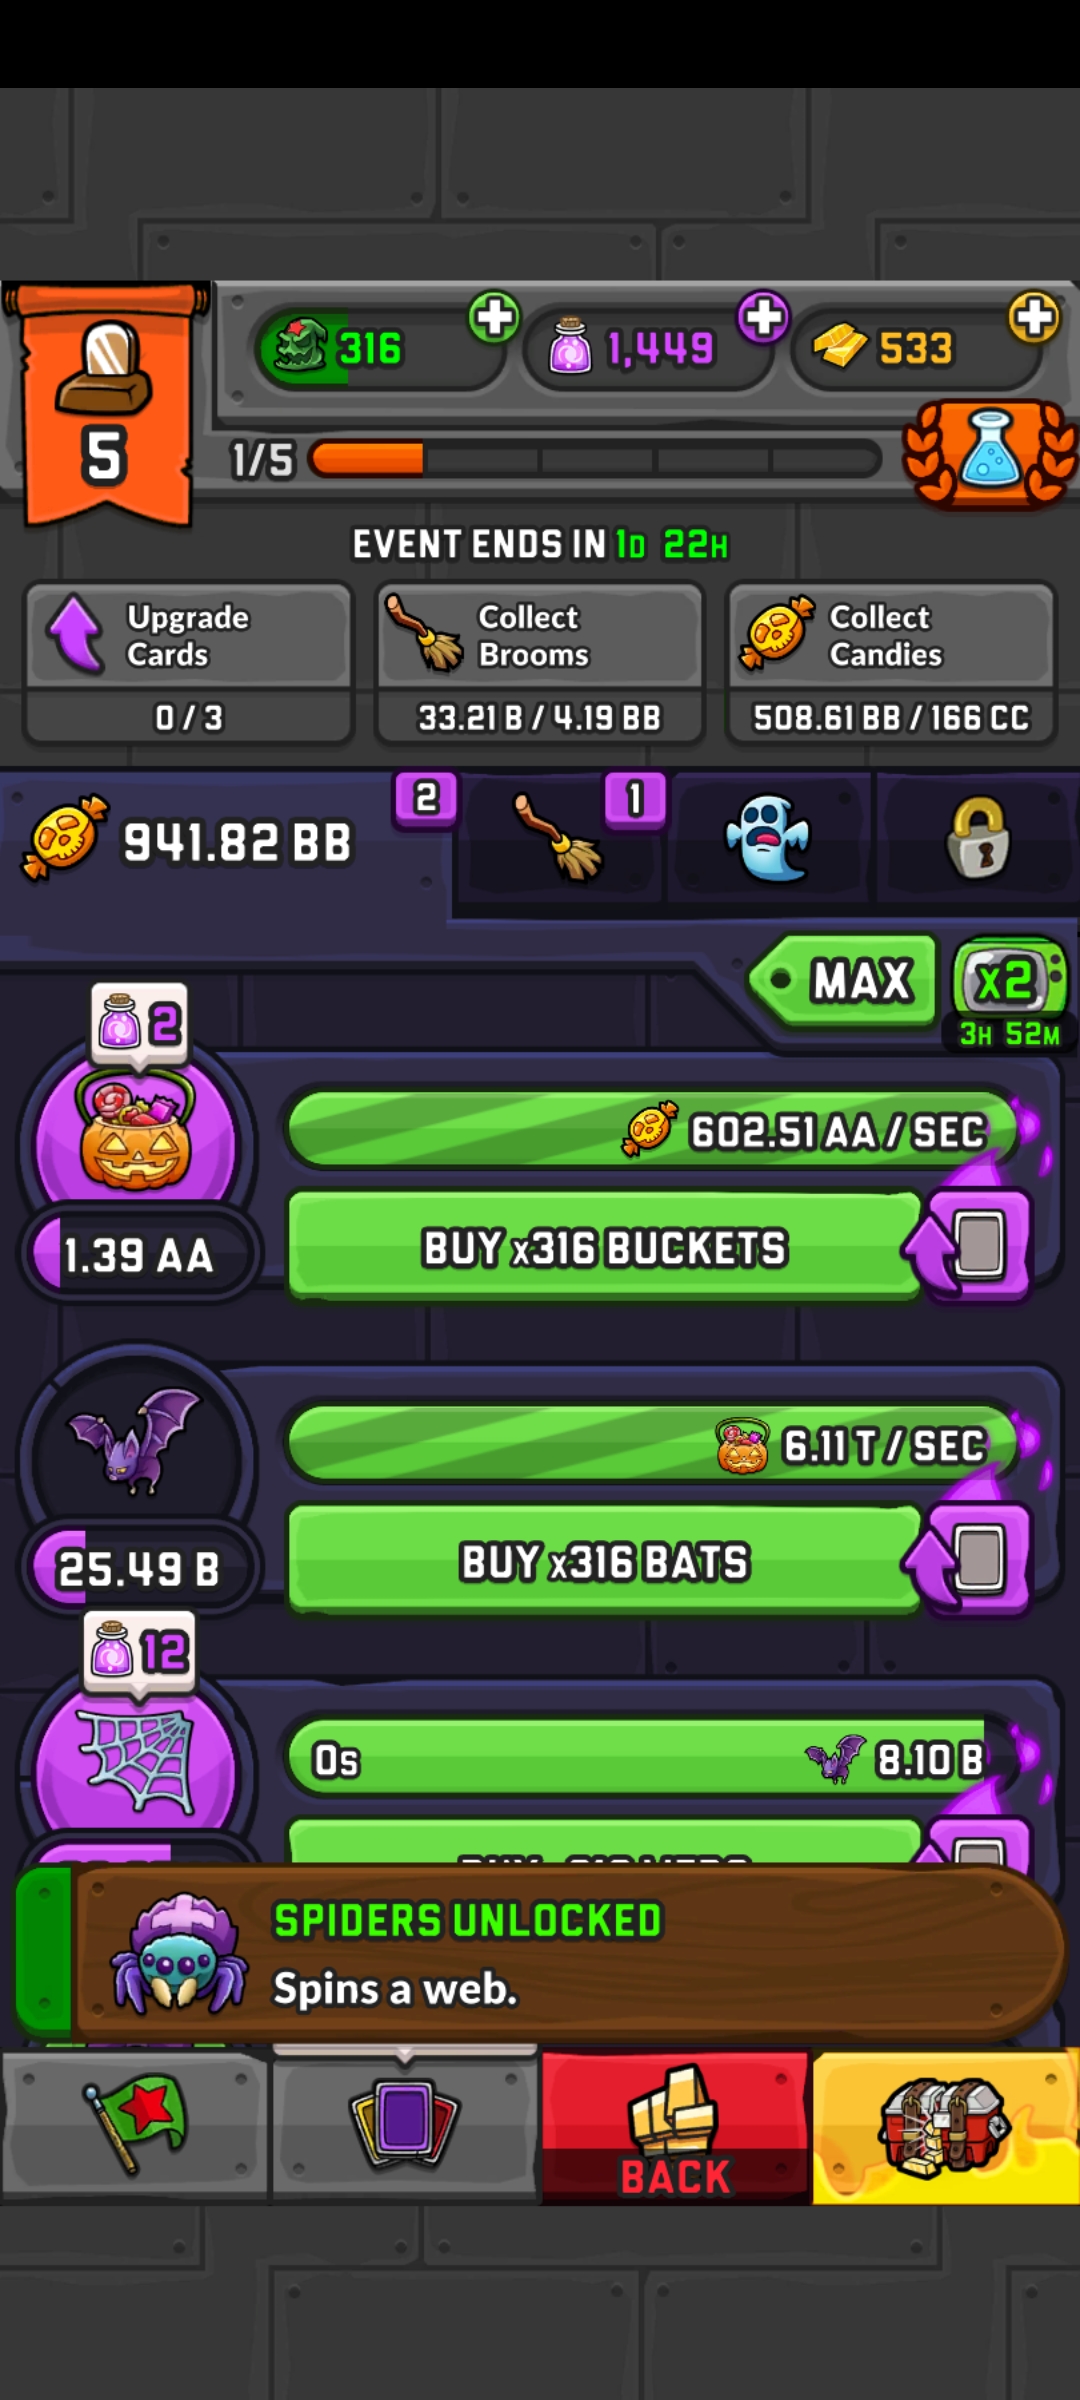 316
1,449
533
5
1/5
EVENT ENDS IN 1D 22H
Upgrade
Cards
0 / 3
Collect
Brooms
33.21 B / 4.19 BB
Collect
Candies
508.61 BB / 166 CC
941.82 BB
2
1
MAX
x2
3H 52M
2
602.51 AA / SEC
1.39 AA
BUY x316 BUCKETS
6.11 T / SEC
25.49 B
BUY x316 BATS
12
0s
8.10 B
SPIDERS UNLOCKED
Spins a web.
BACK